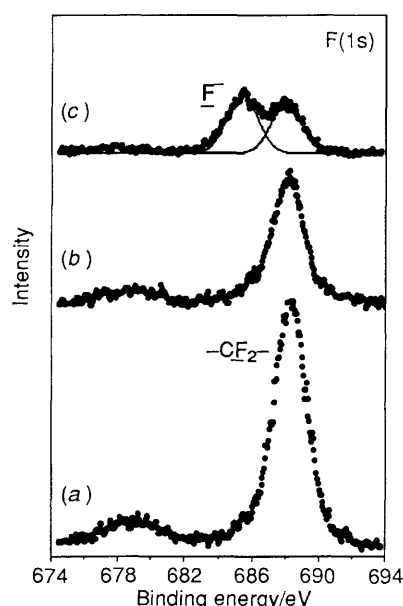 F(1s)
F⁻
(c)
(b)
Intensity
–CF₂–
(a)
674 678 682 686 690 694
Binding energy/eV